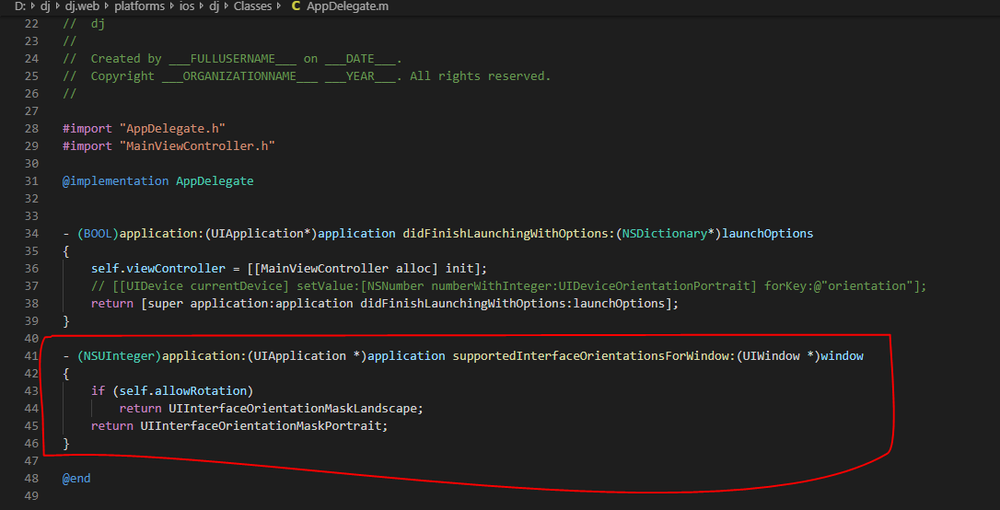 D: › dj › dj.web › platforms › ios › dj › Classes › C AppDelegate.m
22 //  dj
23 //
24 //  Created by ___FULLUSERNAME___ on ___DATE___.
25 //  Copyright ___ORGANIZATIONNAME___ ___YEAR___. All rights reserved.
26 //
27
28 #import "AppDelegate.h"
29 #import "MainViewController.h"
30
31 @implementation AppDelegate
32
33
34 - (BOOL)application:(UIApplication*)application didFinishLaunchingWithOptions:(NSDictionary*)launchOptions
35 {
36     self.viewController = [[MainViewController alloc] init];
37     // [[UIDevice currentDevice] setValue:[NSNumber numberWithInteger:UIDeviceOrientationPortrait] forKey:@"orientation"];
38     return [super application:application didFinishLaunchingWithOptions:launchOptions];
39 }
40
41 - (NSUInteger)application:(UIApplication *)application supportedInterfaceOrientationsForWindow:(UIWindow *)window
42 {
43     if (self.allowRotation)
44         return UIInterfaceOrientationMaskLandscape;
45     return UIInterfaceOrientationMaskPortrait;
46 }
47
48 @end
49